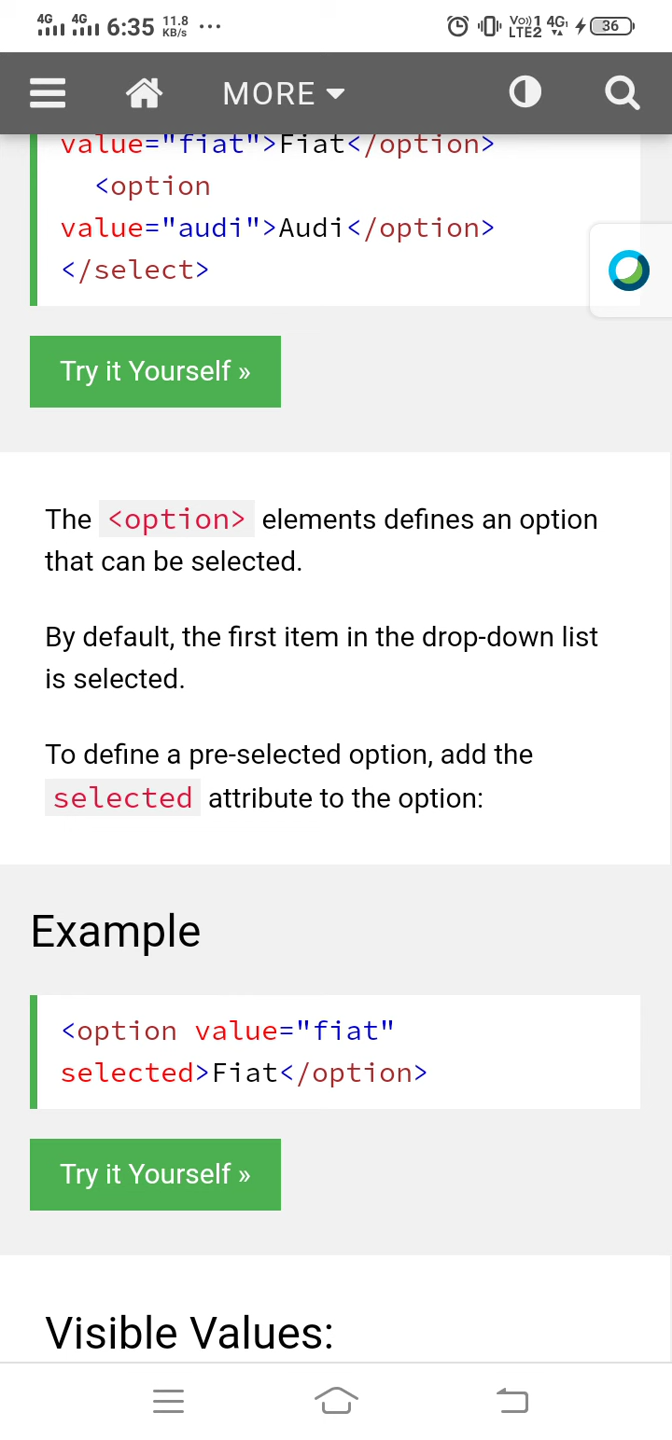 4G 4G 6:35 11.8 KB/s ... Vo)) 1 LTE2 4G 36
MORE
value="fiat">Fiat</option>
<option
value="audi">Audi</option>
</select>
Try it Yourself »
The <option> elements defines an option
that can be selected.
By default, the first item in the drop-down list
is selected.
To define a pre-selected option, add the
selected attribute to the option:
Example
<option value="fiat"
selected>Fiat</option>
Try it Yourself »
Visible Values: